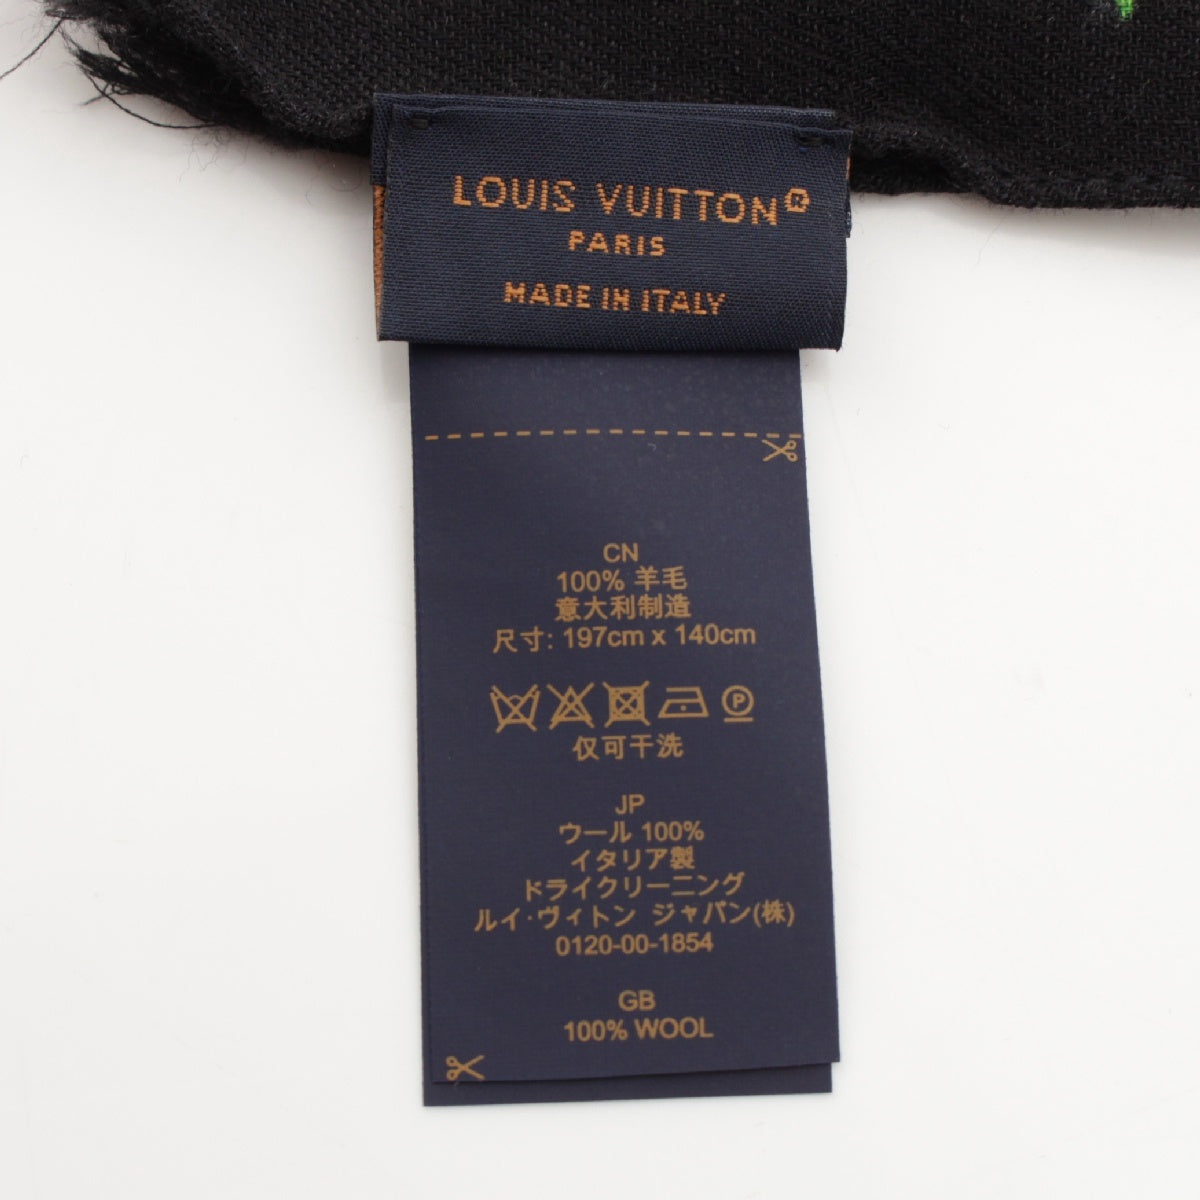 LOUIS VUITTON®
PARIS
MADE IN ITALY
CN
100% 羊毛
意大利制造
尺寸: 197cm x 140cm
P
仅可干洗
JP
ウール 100%
イタリア製
ドライクリーニング
ルイ·ヴィトン ジャパン(株)
0120-00-1854
GB
100% WOOL